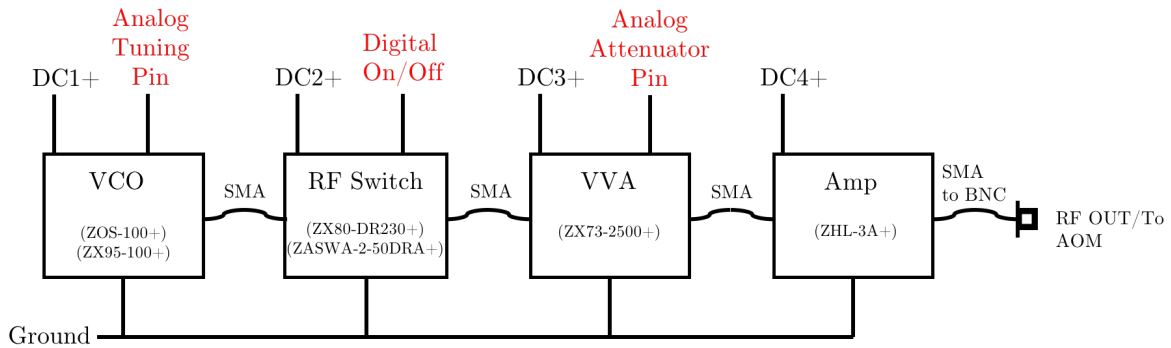 Analog
Tuning
Pin
DC1+
Digital
On/Off
DC2+
Analog
Attenuator
Pin
DC3+
DC4+
VCO
(ZOS-100+)
(ZX95-100+)
SMA
RF Switch
(ZX80-DR230+)
(ZASWA-2-50DRA+)
SMA
VVA
(ZX73-2500+)
SMA
Amp
(ZHL-3A+)
SMA
to BNC
RF OUT/To
AOM
Ground